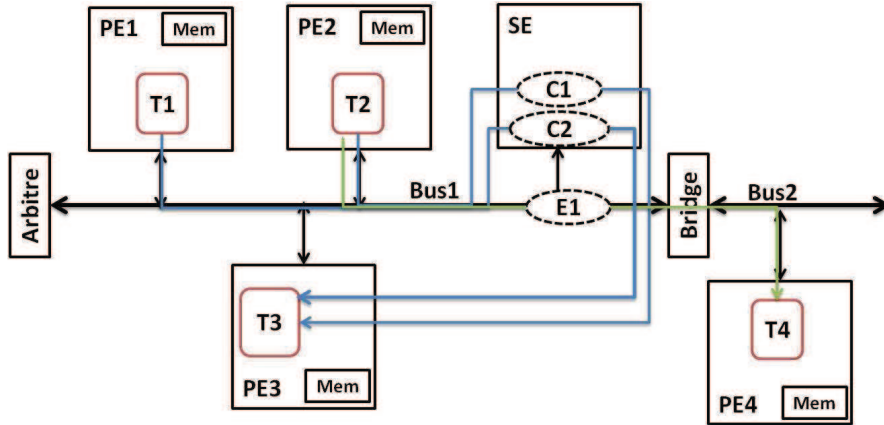 PE1
Mem
T1
PE2
Mem
T2
SE
C1
C2
Arbitre
Bus1
E1
Bridge
Bus2
T3
PE3
Mem
T4
PE4
Mem